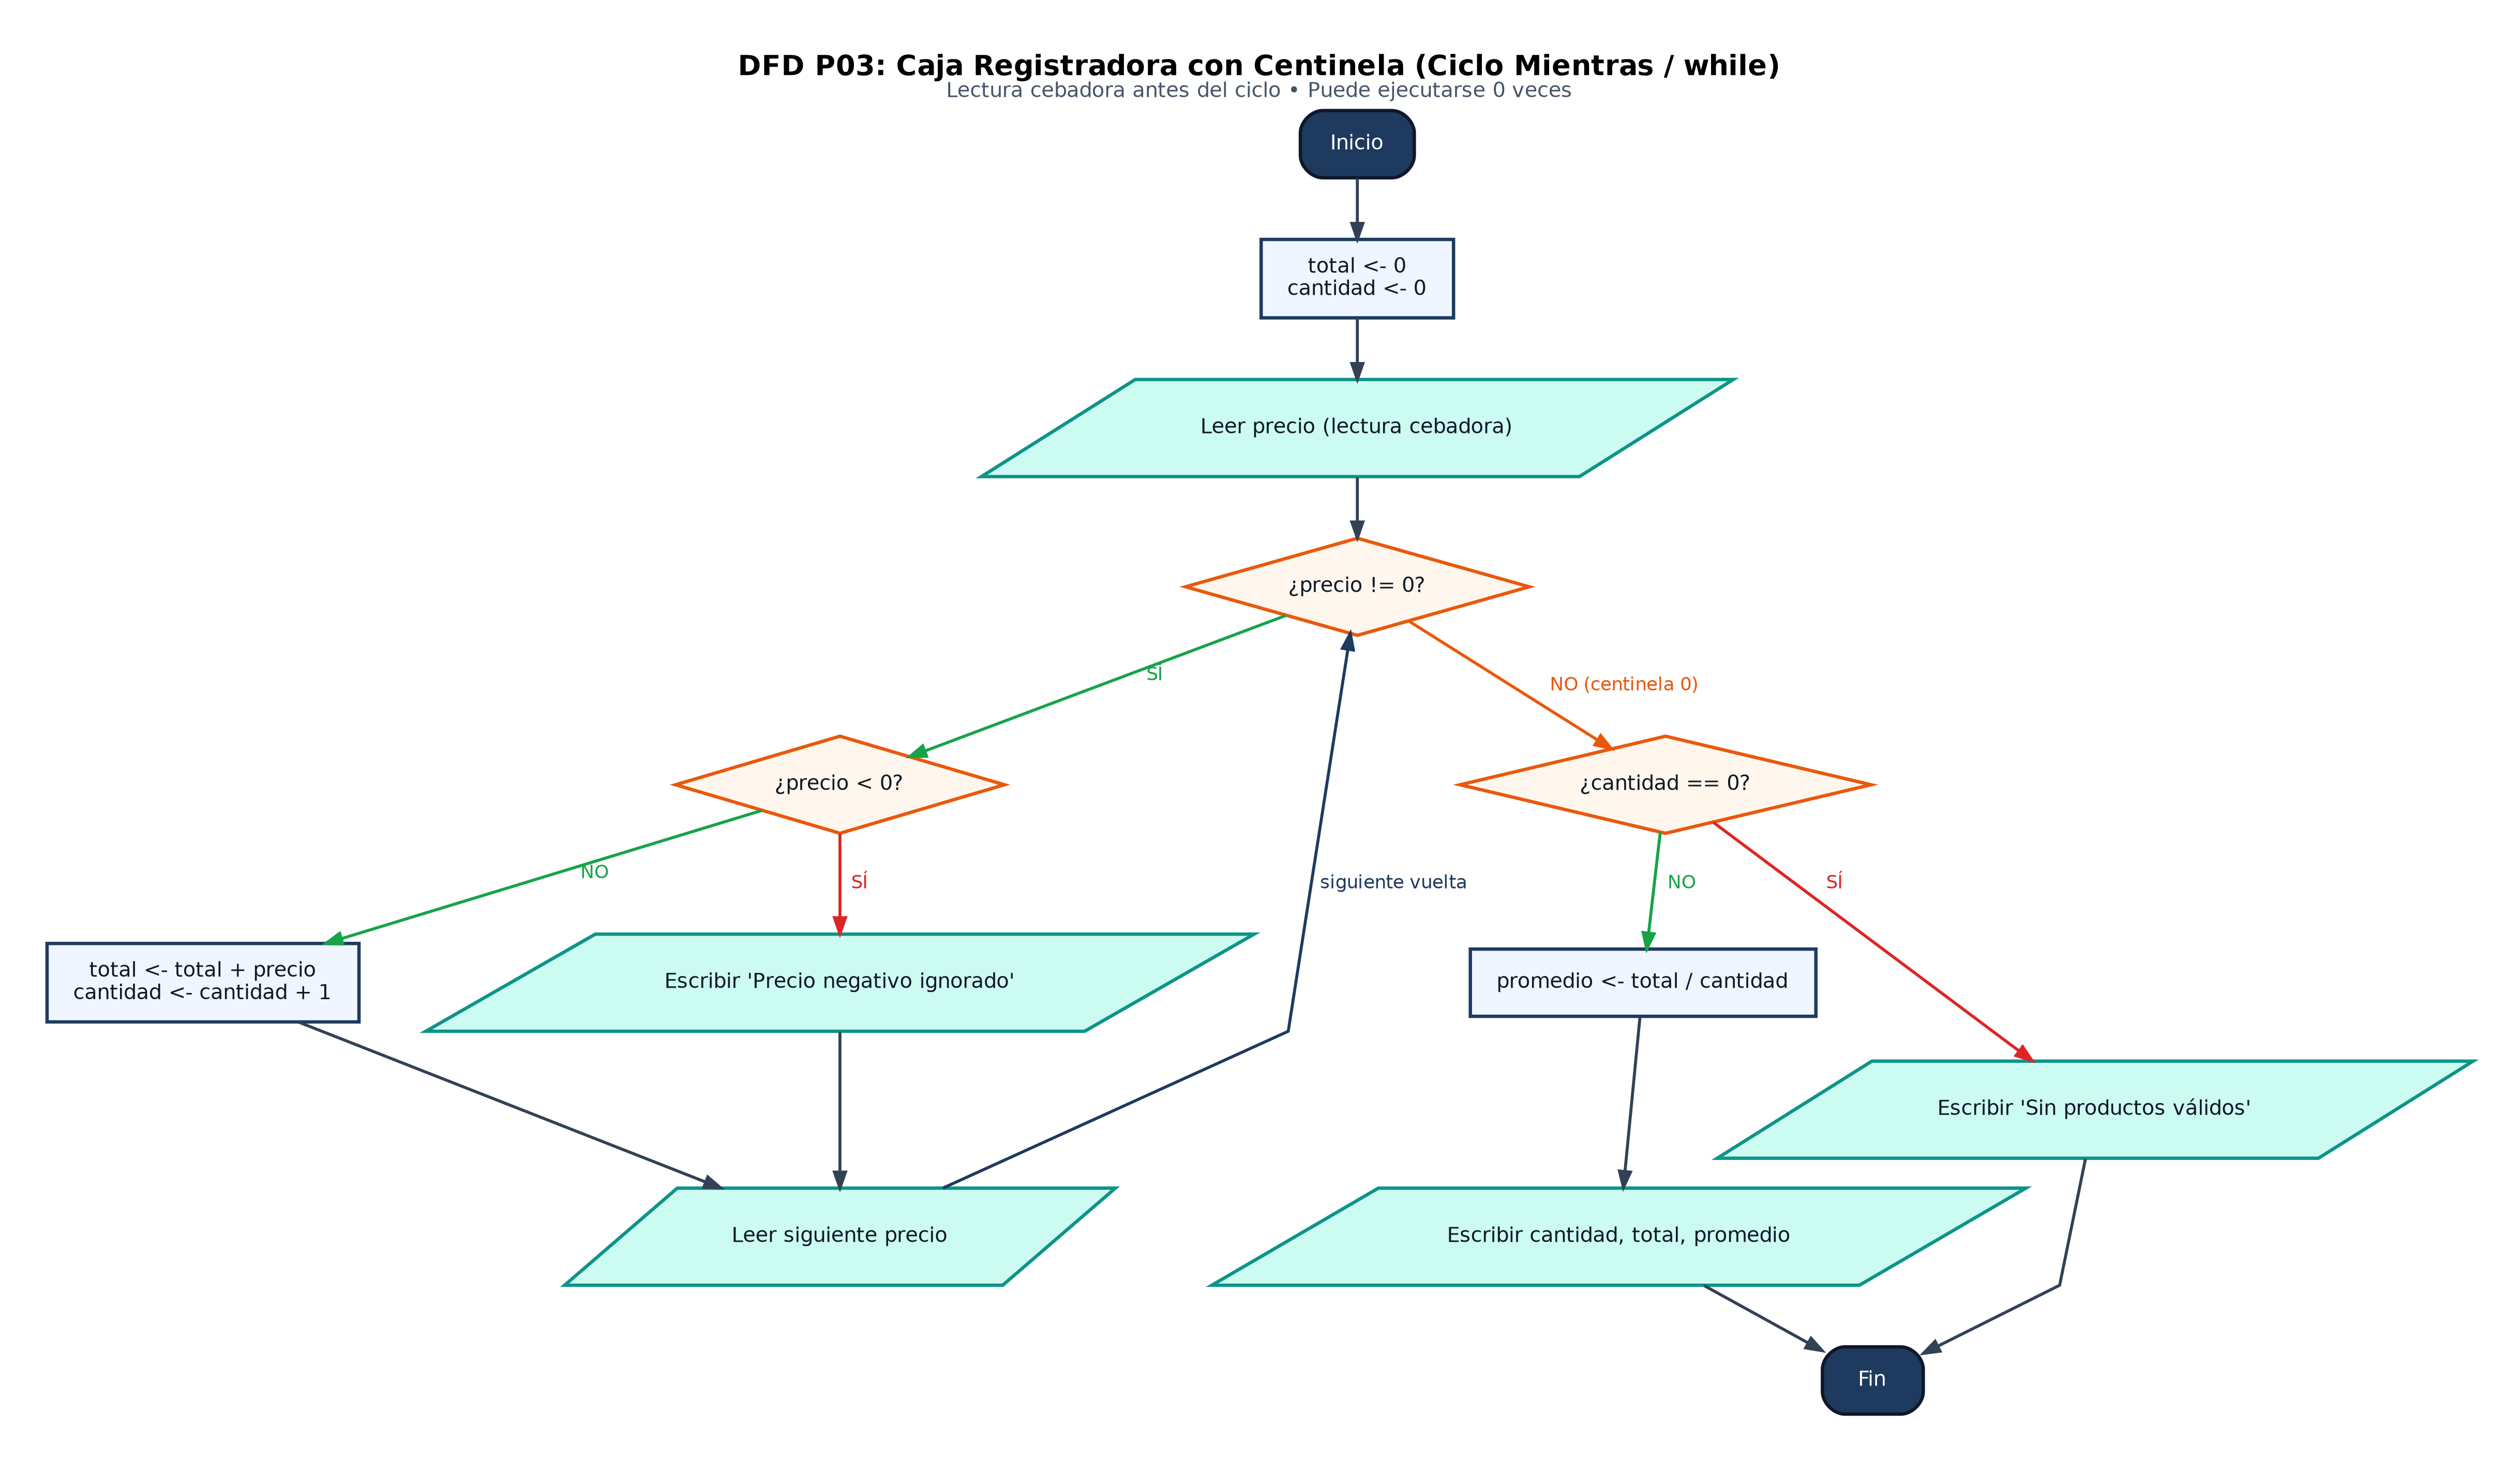 DFD P03: Caja Registradora con Centinela (Ciclo Mientras / while)
Lectura cebadora antes del ciclo • Puede ejecutarse 0 veces
Inicio
total <- 0
cantidad <- 0
Leer precio (lectura cebadora)
¿precio != 0?
SÍ
NO (centinela 0)
¿precio < 0?
¿cantidad == 0?
NO
SÍ
siguiente vuelta
NO
SÍ
total <- total + precio
cantidad <- cantidad + 1
Escribir 'Precio negativo ignorado'
promedio <- total / cantidad
Escribir 'Sin productos válidos'
Leer siguiente precio
Escribir cantidad, total, promedio
Fin